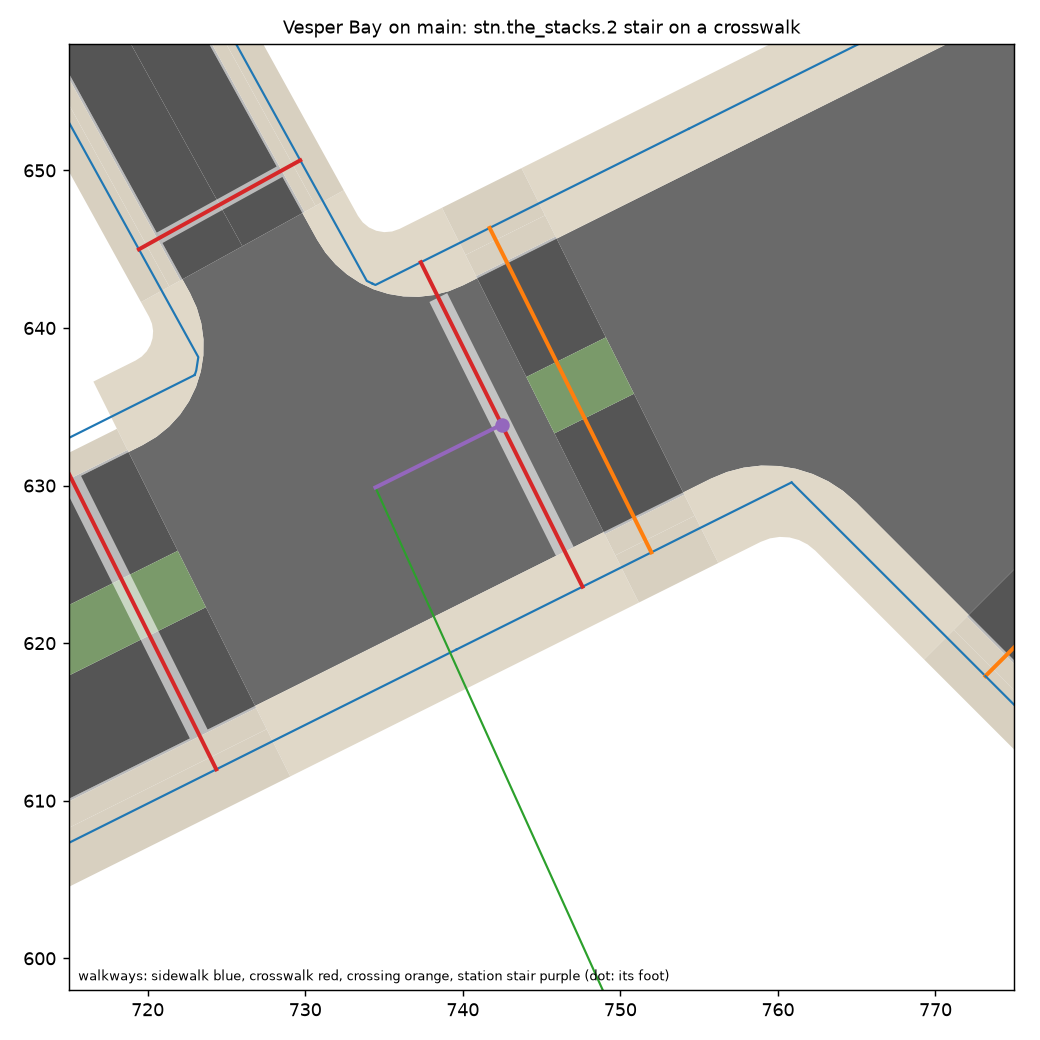 Vesper Bay on main: stn.the_stacks.2 stair on a crosswalk
650
640
630
620
610
600
walkways: sidewalk blue, crosswalk red, crossing orange, station stair purple (dot: its foot)
720 730 740 750 760 770